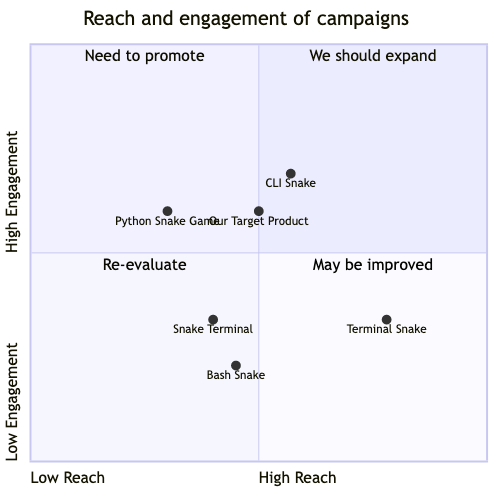 Reach and engagement of campaigns
Need to promote
We should expand
CLI Snake
Python Snake Game
Our Target Product
Re-evaluate
May be improved
Snake Terminal
Terminal Snake
Bash Snake
High Engagement
Low Engagement
Low Reach
High Reach